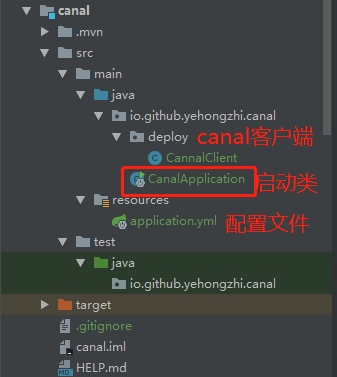 canal
.mvn
src
main
java
io.github.yehongzhi.canal
deploy canal客户端
CannalClient
CanalApplication 启动类
resources
application.yml 配置文件
test
java
io.github.yehongzhi.canal
target
.gitignore
canal.iml
HELP.md